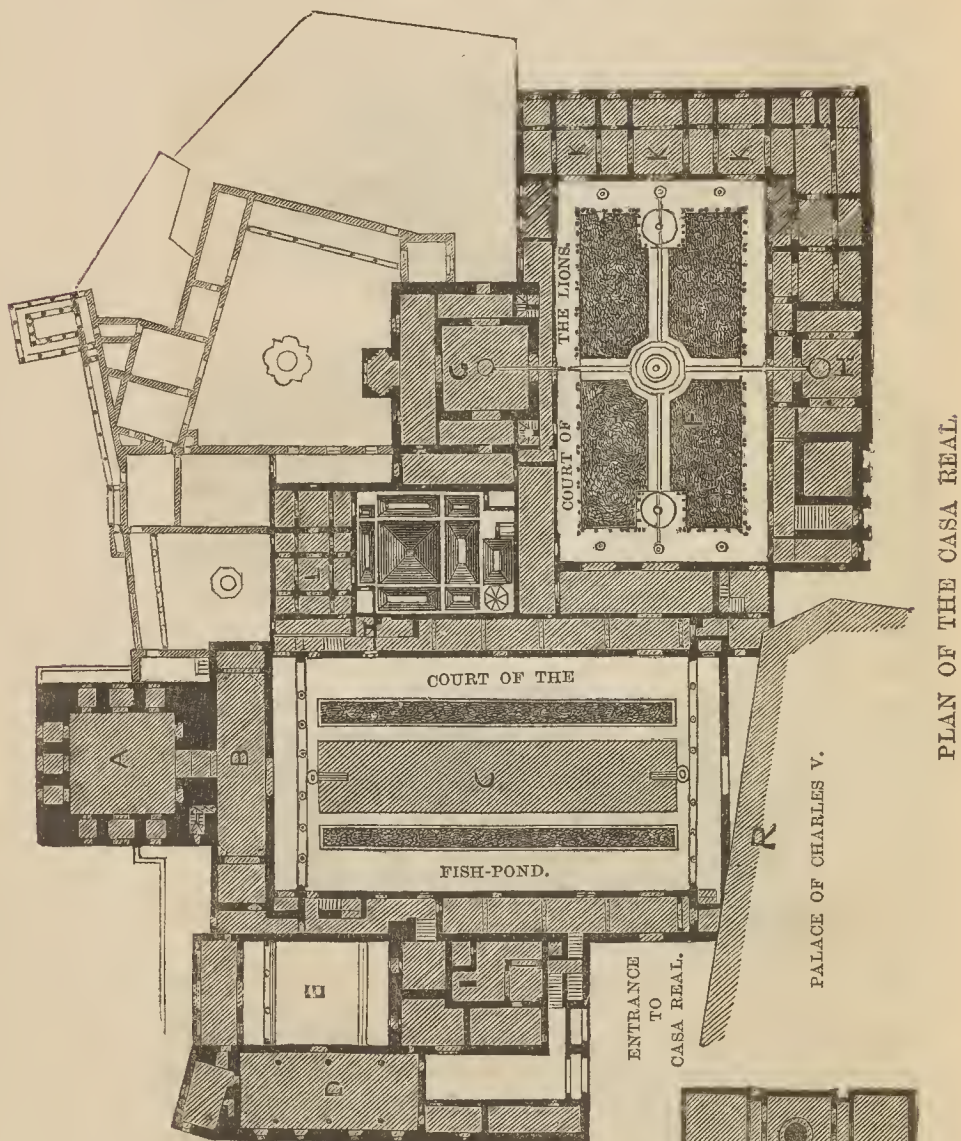 A
B
COURT OF THE
C
FISH-POND.
D
E
L
G
COURT OF
THE LIONS.
F
H
K
K
K
ENTRANCE
TO
CASA REAL.
R
PALACE OF CHARLES V.
PLAN OF THE CASA REAL.